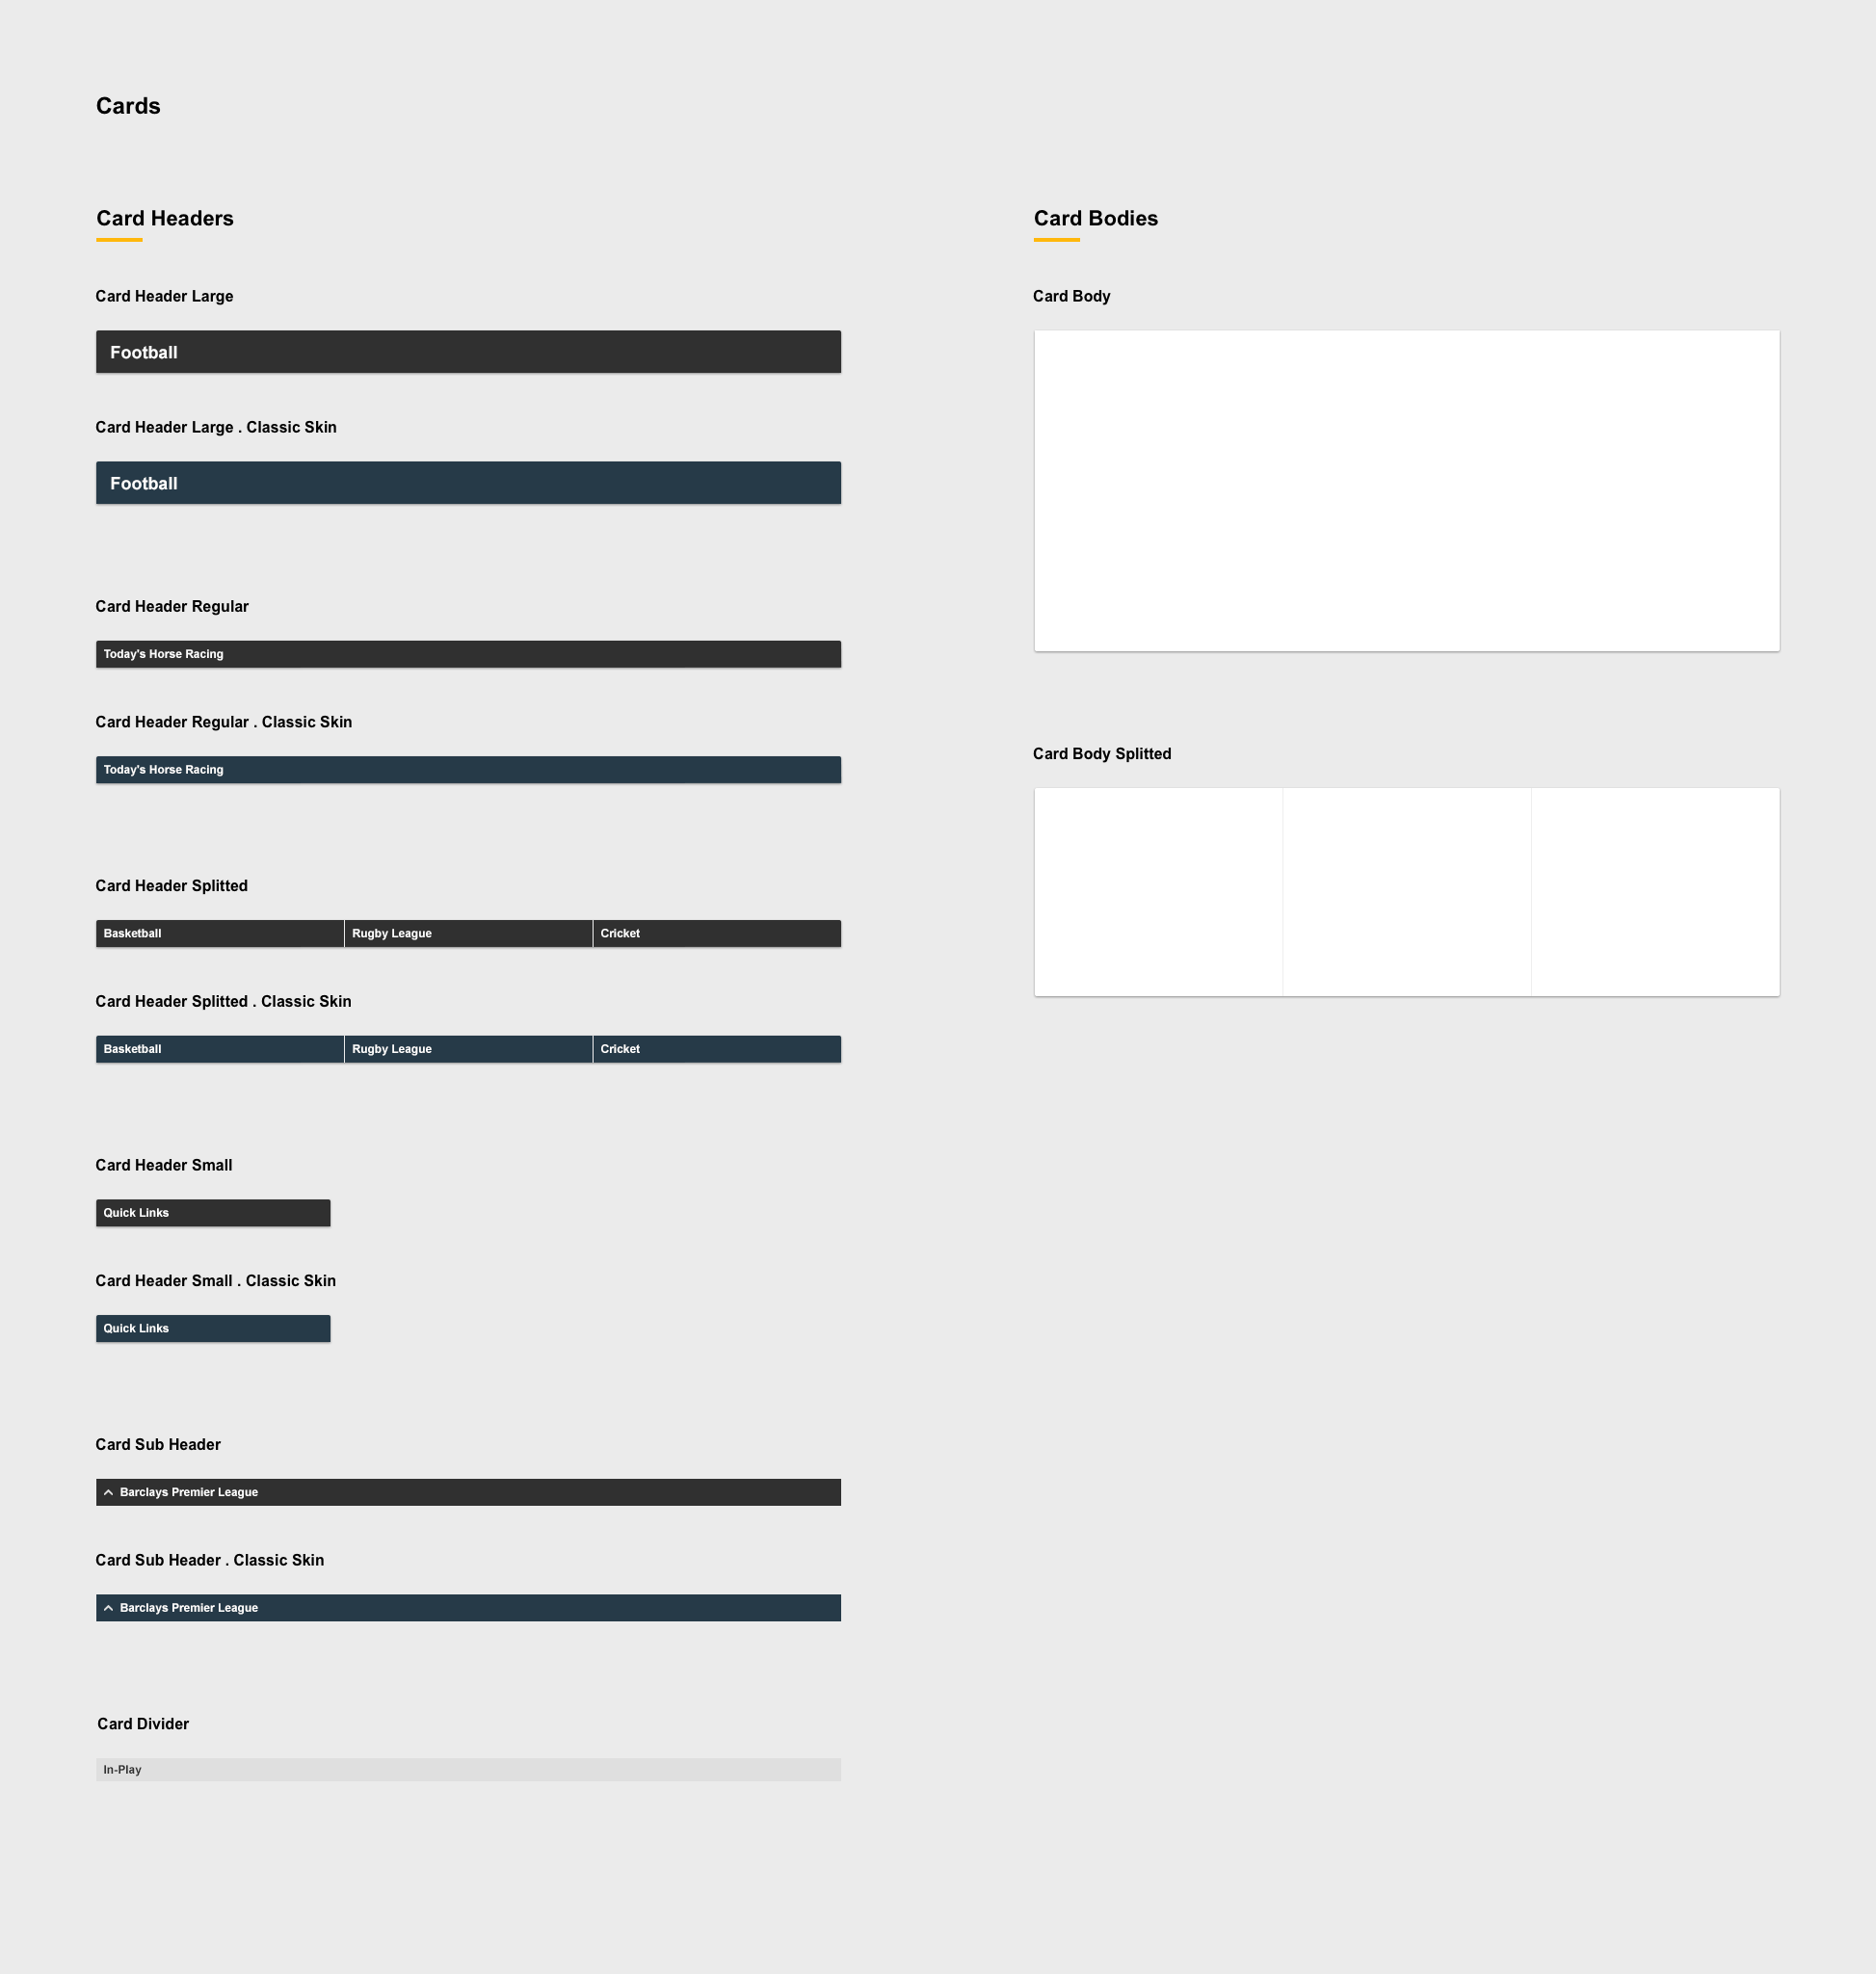 Cards
Card Headers
Card Header Large
Football
Card Header Large . Classic Skin
Football
Card Header Regular
Today's Horse Racing
Card Header Regular . Classic Skin
Today's Horse Racing
Card Header Splitted
Basketball Rugby League Cricket
Card Header Splitted . Classic Skin
Basketball Rugby League Cricket
Card Header Small
Quick Links
Card Header Small . Classic Skin
Quick Links
Card Sub Header
Barclays Premier League
Card Sub Header . Classic Skin
Barclays Premier League
Card Divider
In-Play
Card Bodies
Card Body
Card Body Splitted